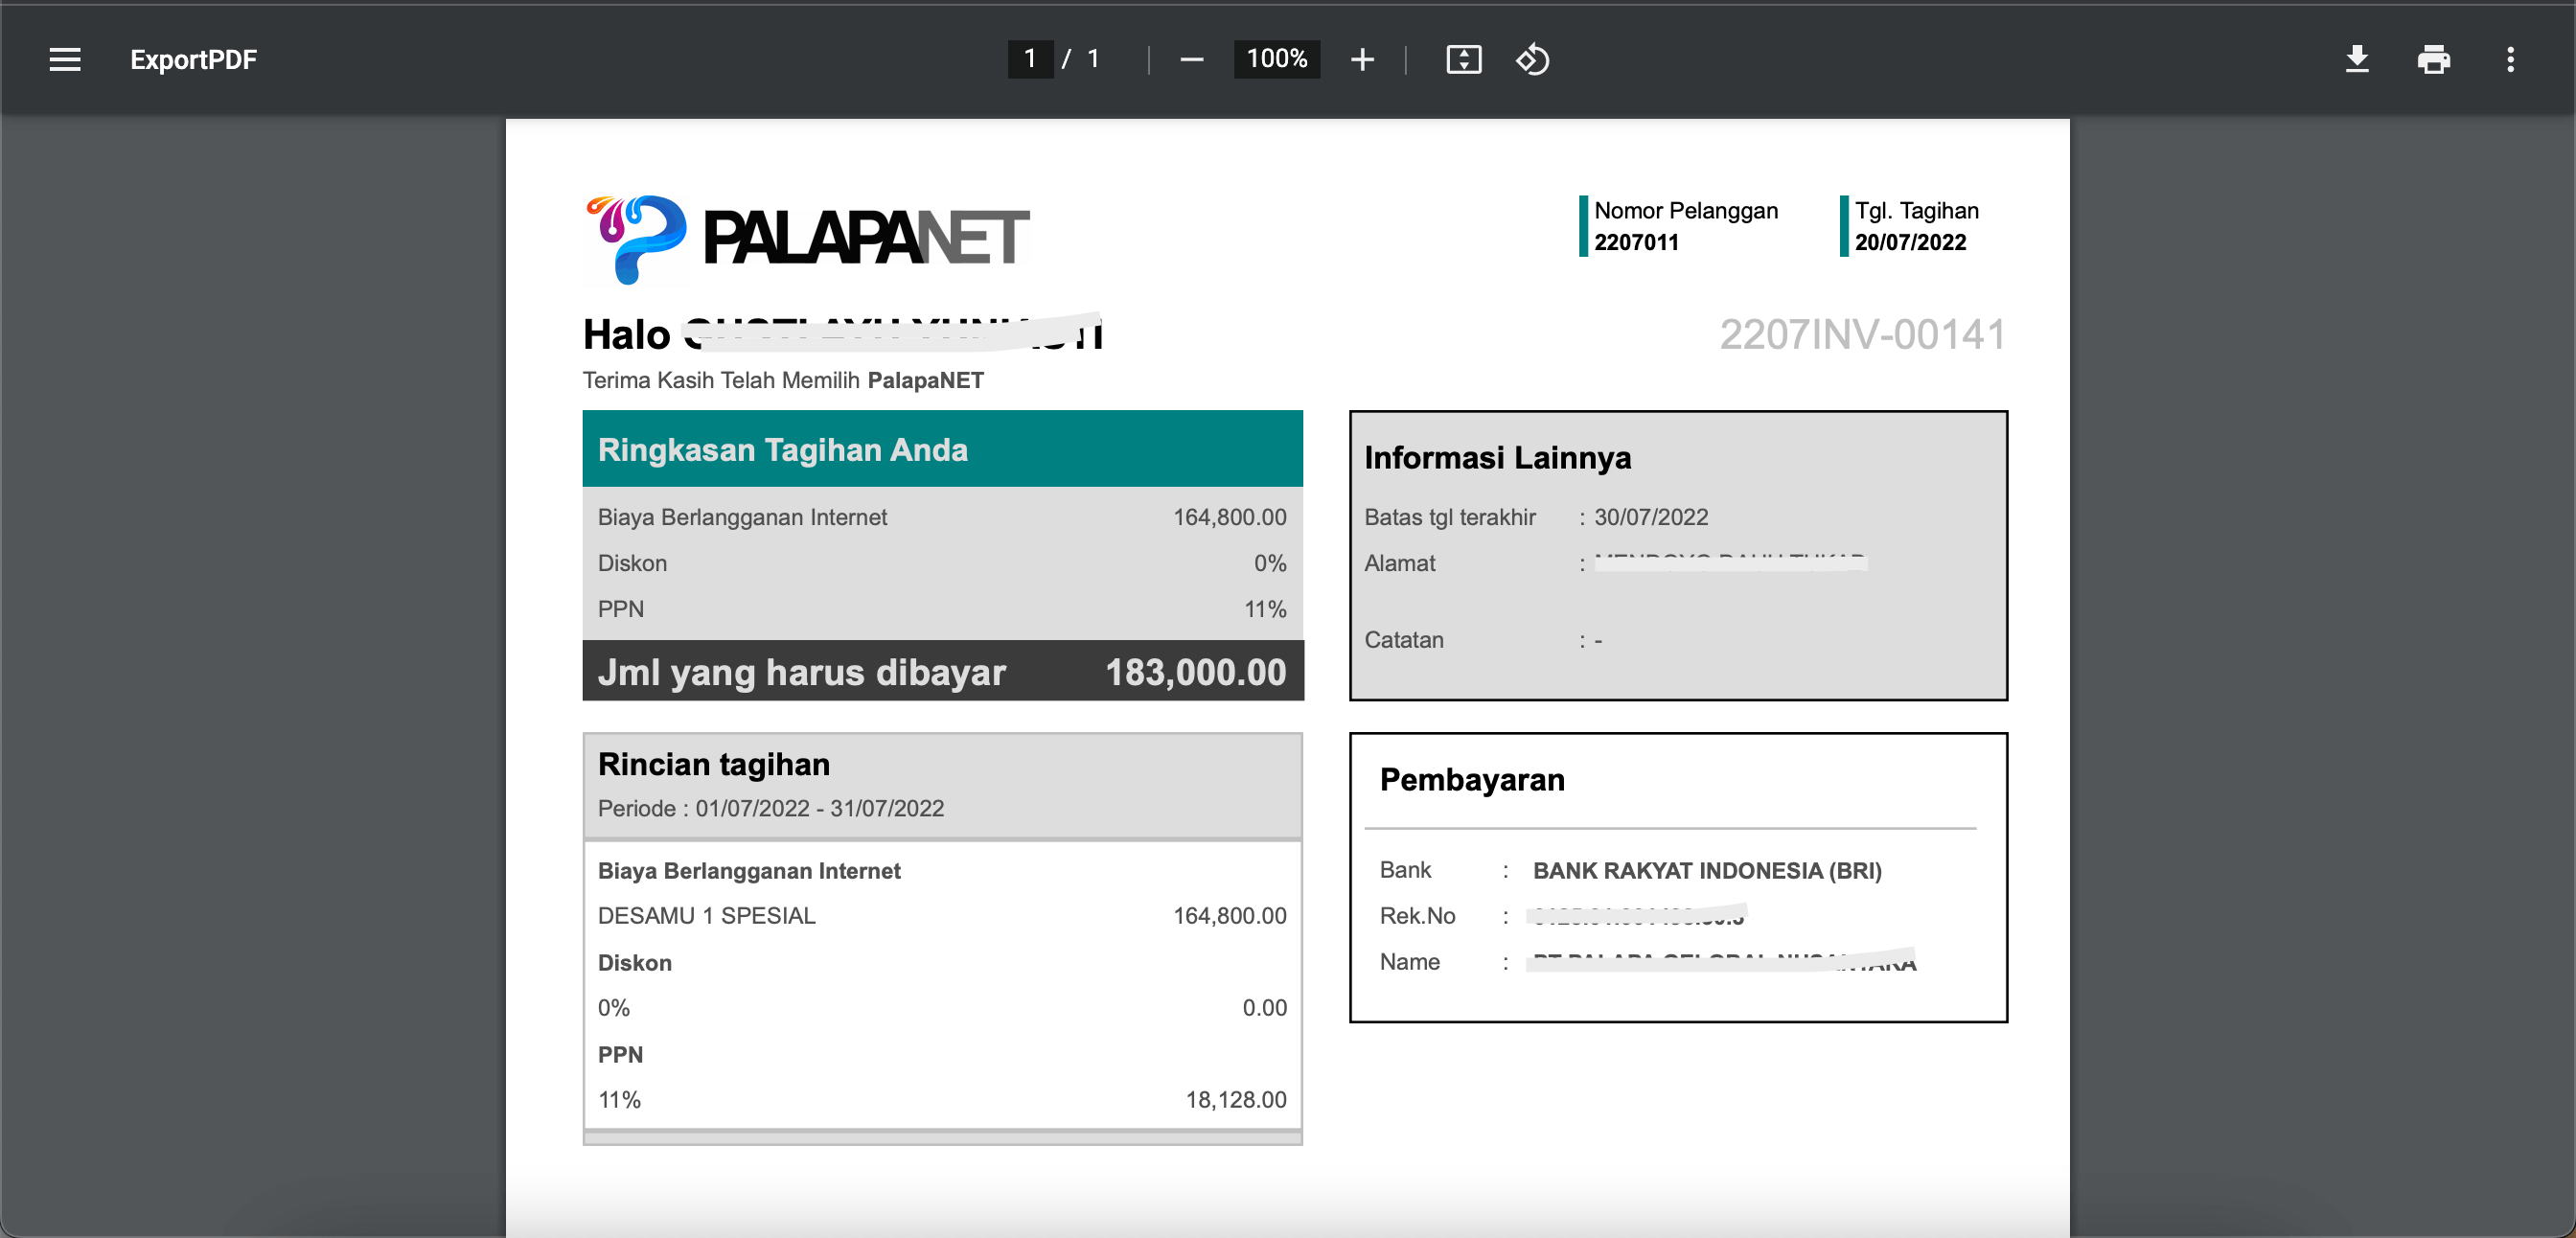 ExportPDF
1 / 1
100%
PALAPANET
Nomor Pelanggan
2207011
Tgl. Tagihan
20/07/2022
Halo
2207INV-00141
Terima Kasih Telah Memilih PalapaNET
Ringkasan Tagihan Anda
Biaya Berlangganan Internet 164,800.00
Diskon 0%
PPN 11%
Jml yang harus dibayar 183,000.00
Informasi Lainnya
Batas tgl terakhir : 30/07/2022
Alamat :
Catatan : -
Rincian tagihan
Periode : 01/07/2022 - 31/07/2022
Biaya Berlangganan Internet
DESAMU 1 SPESIAL 164,800.00
Diskon
0% 0.00
PPN
11% 18,128.00
Pembayaran
Bank : BANK RAKYAT INDONESIA (BRI)
Rek.No :
Name :